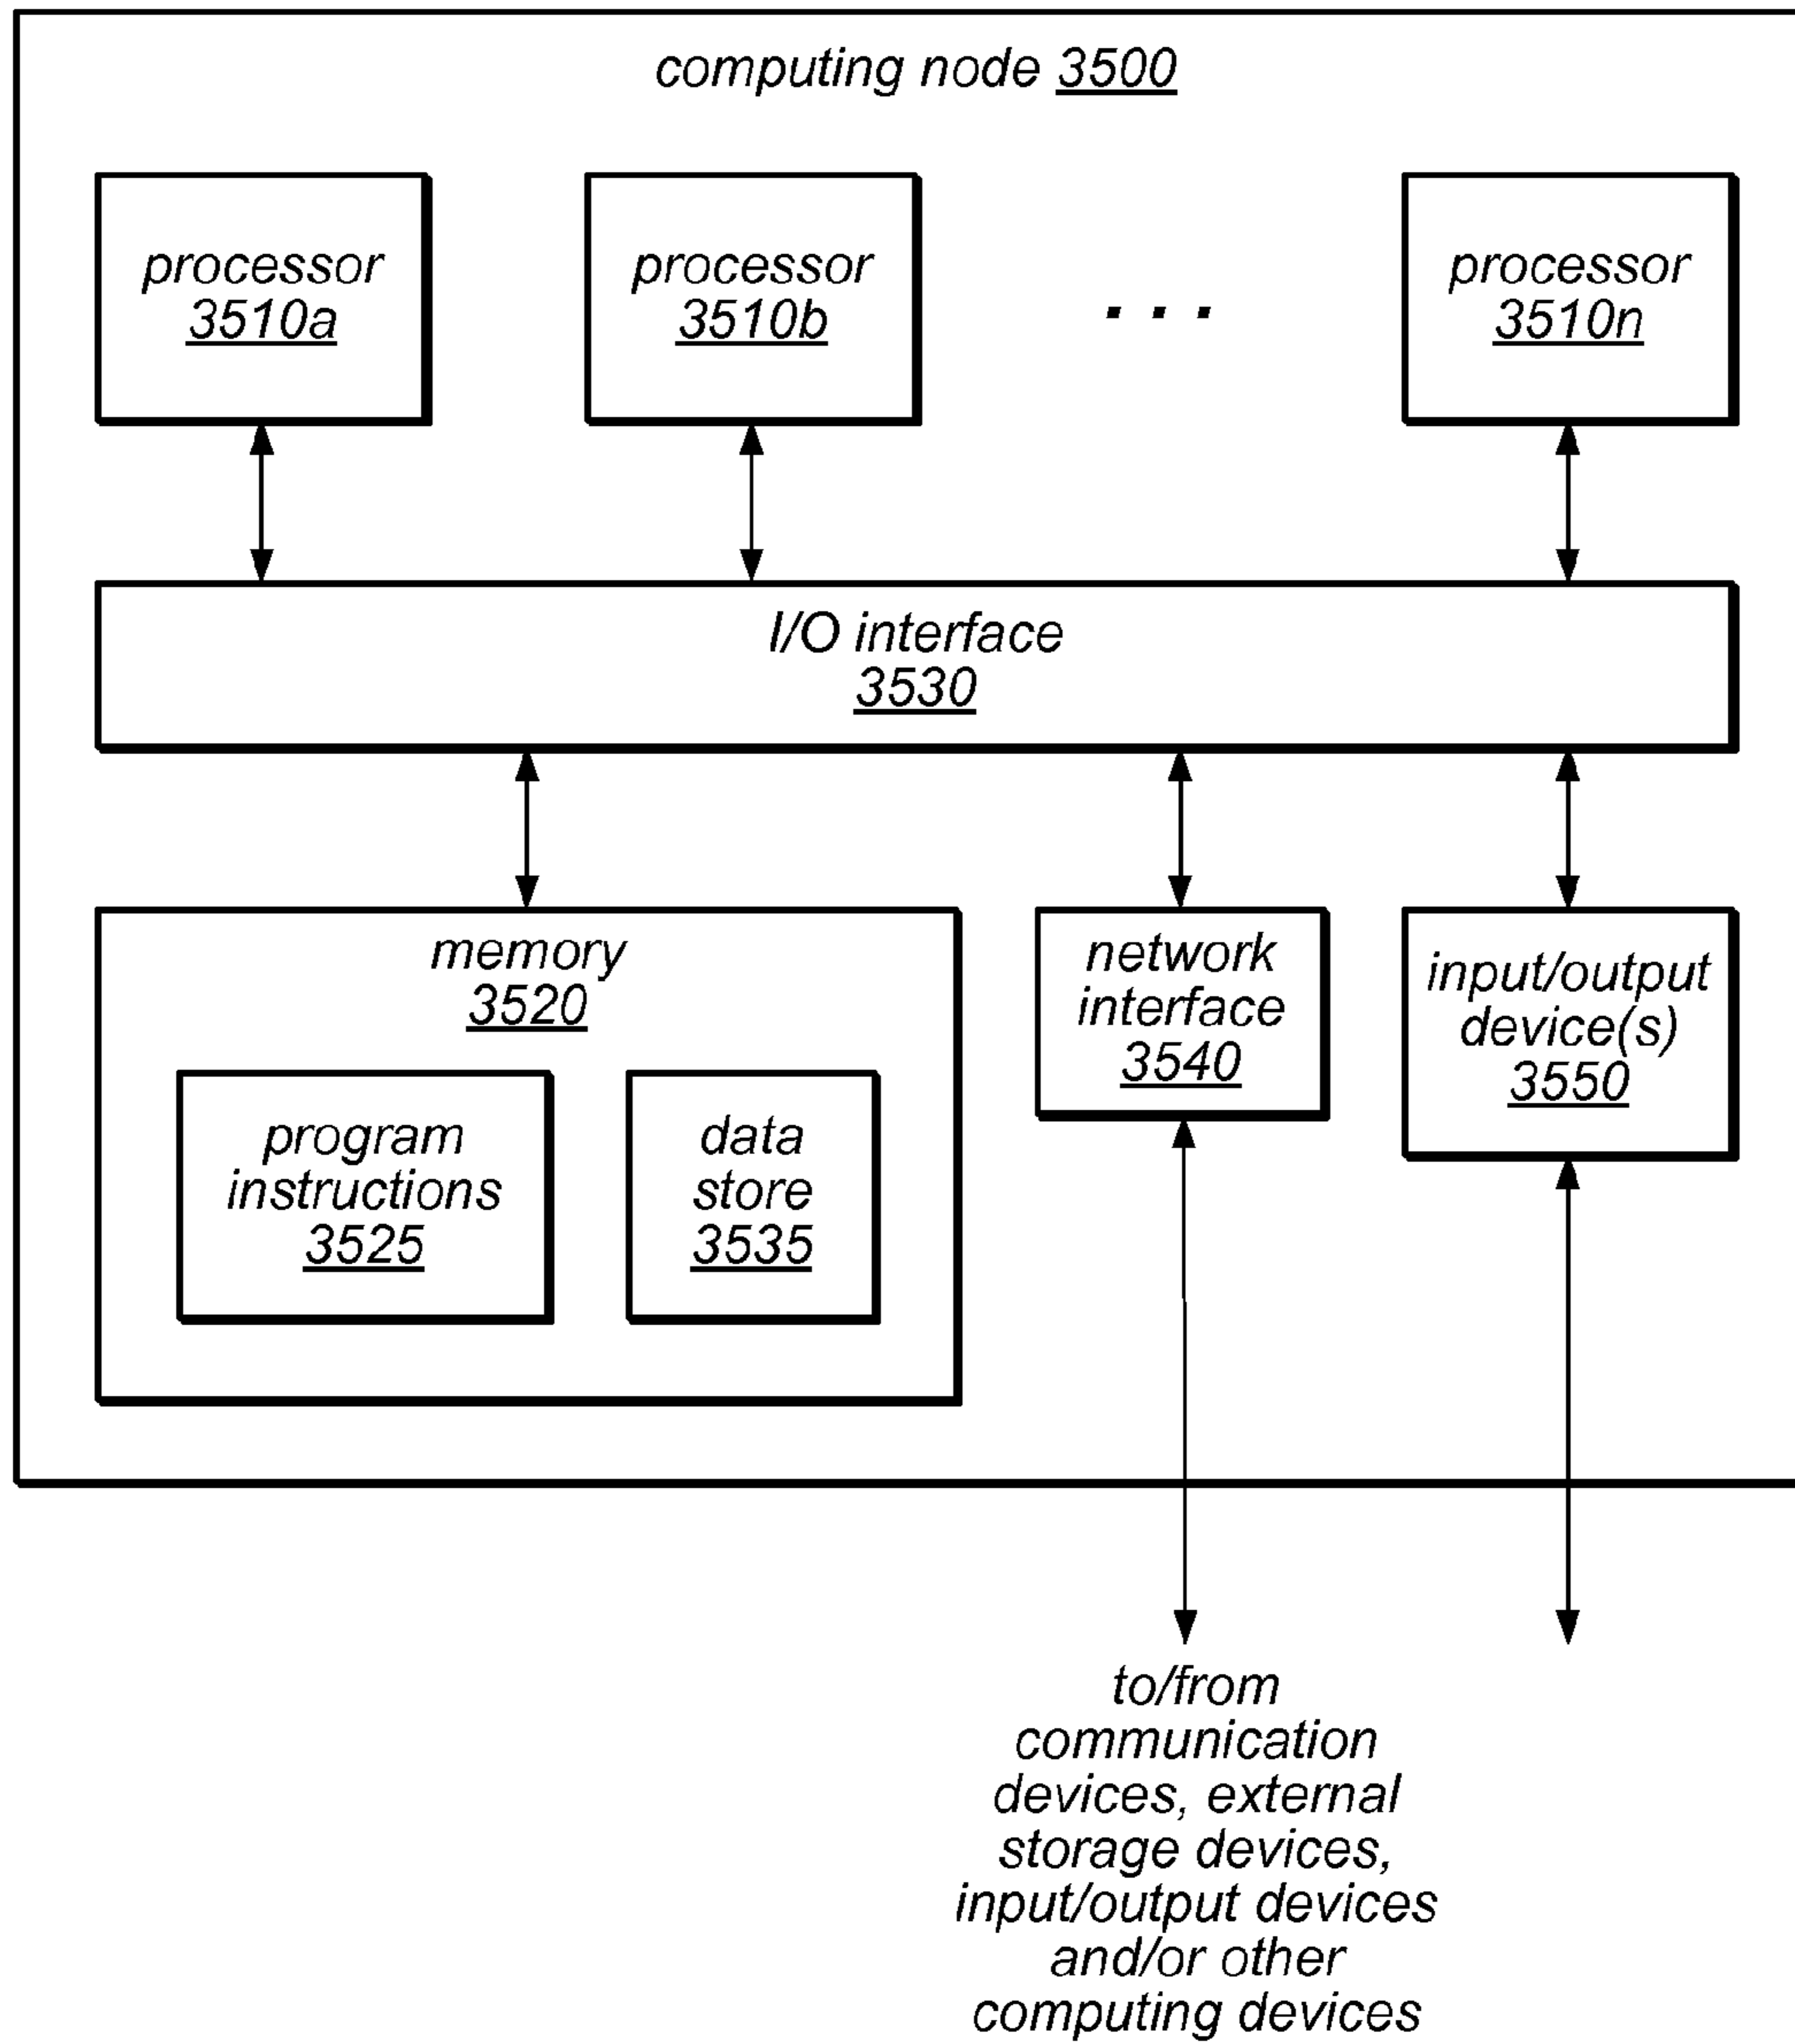 computing node 3500
processor
3510a
processor
3510b
. . .
processor
3510n
I/O interface
3530
memory
3520
program
instructions
3525
data
store
3535
network
interface
3540
input/output
device(s)
3550
to/from
communication
devices, external
storage devices,
input/output devices
and/or other
computing devices